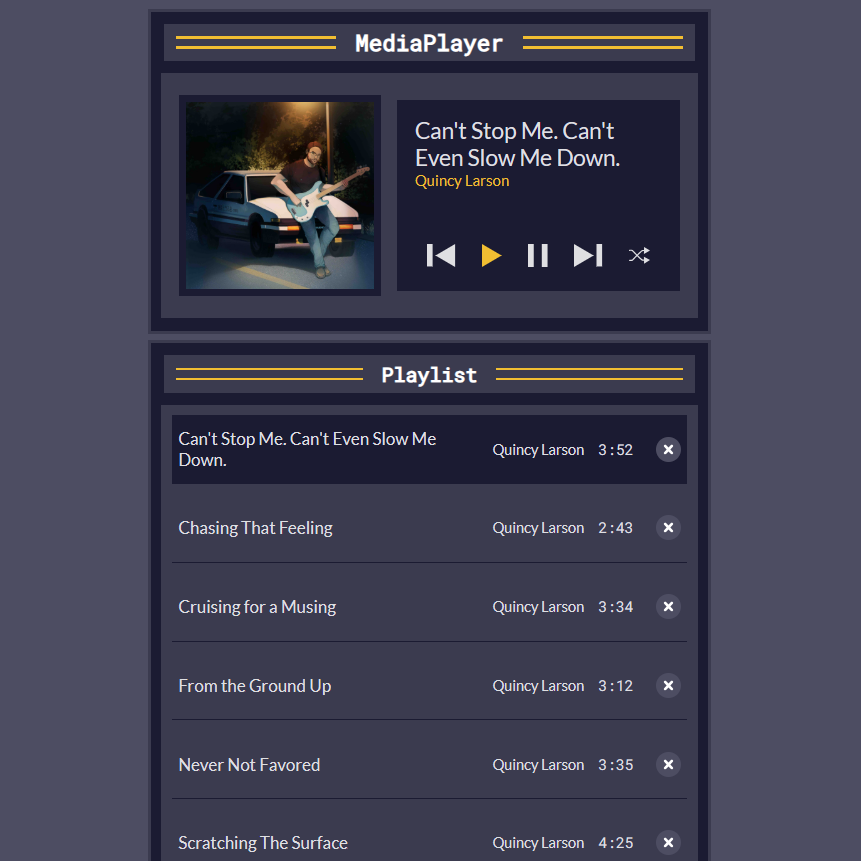 MediaPlayer
Can't Stop Me. Can't
Even Slow Me Down.
Quincy Larson
Playlist
Can't Stop Me. Can't Even Slow Me
Down.
Quincy Larson 3:52
Chasing That Feeling Quincy Larson 2:43
Cruising for a Musing Quincy Larson 3:34
From the Ground Up Quincy Larson 3:12
Never Not Favored Quincy Larson 3:35
Scratching The Surface Quincy Larson 4:25